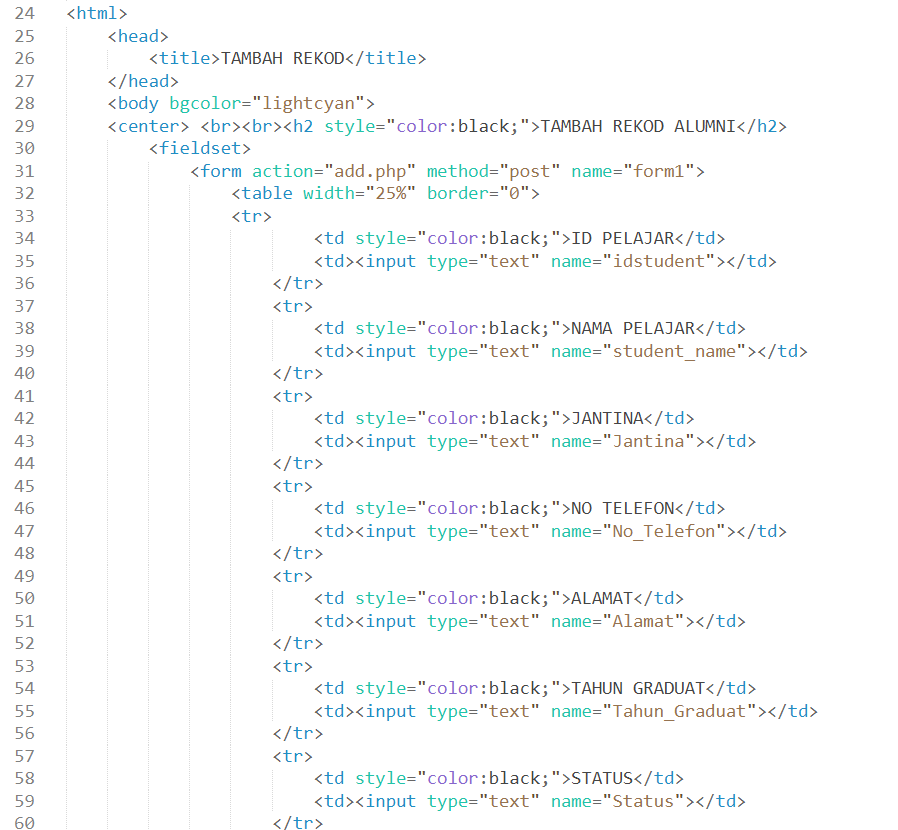 24 <html>
25 <head>
26 <title>TAMBAH REKOD</title>
27 </head>
28 <body bgcolor="lightcyan">
29 <center> <br><br><h2 style="color:black;">TAMBAH REKOD ALUMNI</h2>
30 <fieldset>
31 <form action="add.php" method="post" name="form1">
32 <table width="25%" border="0">
33 <tr>
34 <td style="color:black;">ID PELAJAR</td>
35 <td><input type="text" name="idstudent"></td>
36 </tr>
37 <tr>
38 <td style="color:black;">NAMA PELAJAR</td>
39 <td><input type="text" name="student_name"></td>
40 </tr>
41 <tr>
42 <td style="color:black;">JANTINA</td>
43 <td><input type="text" name="Jantina"></td>
44 </tr>
45 <tr>
46 <td style="color:black;">NO TELEFON</td>
47 <td><input type="text" name="No_Telefon"></td>
48 </tr>
49 <tr>
50 <td style="color:black;">ALAMAT</td>
51 <td><input type="text" name="Alamat"></td>
52 </tr>
53 <tr>
54 <td style="color:black;">TAHUN GRADUAT</td>
55 <td><input type="text" name="Tahun_Graduat"></td>
56 </tr>
57 <tr>
58 <td style="color:black;">STATUS</td>
59 <td><input type="text" name="Status"></td>
60 </tr>